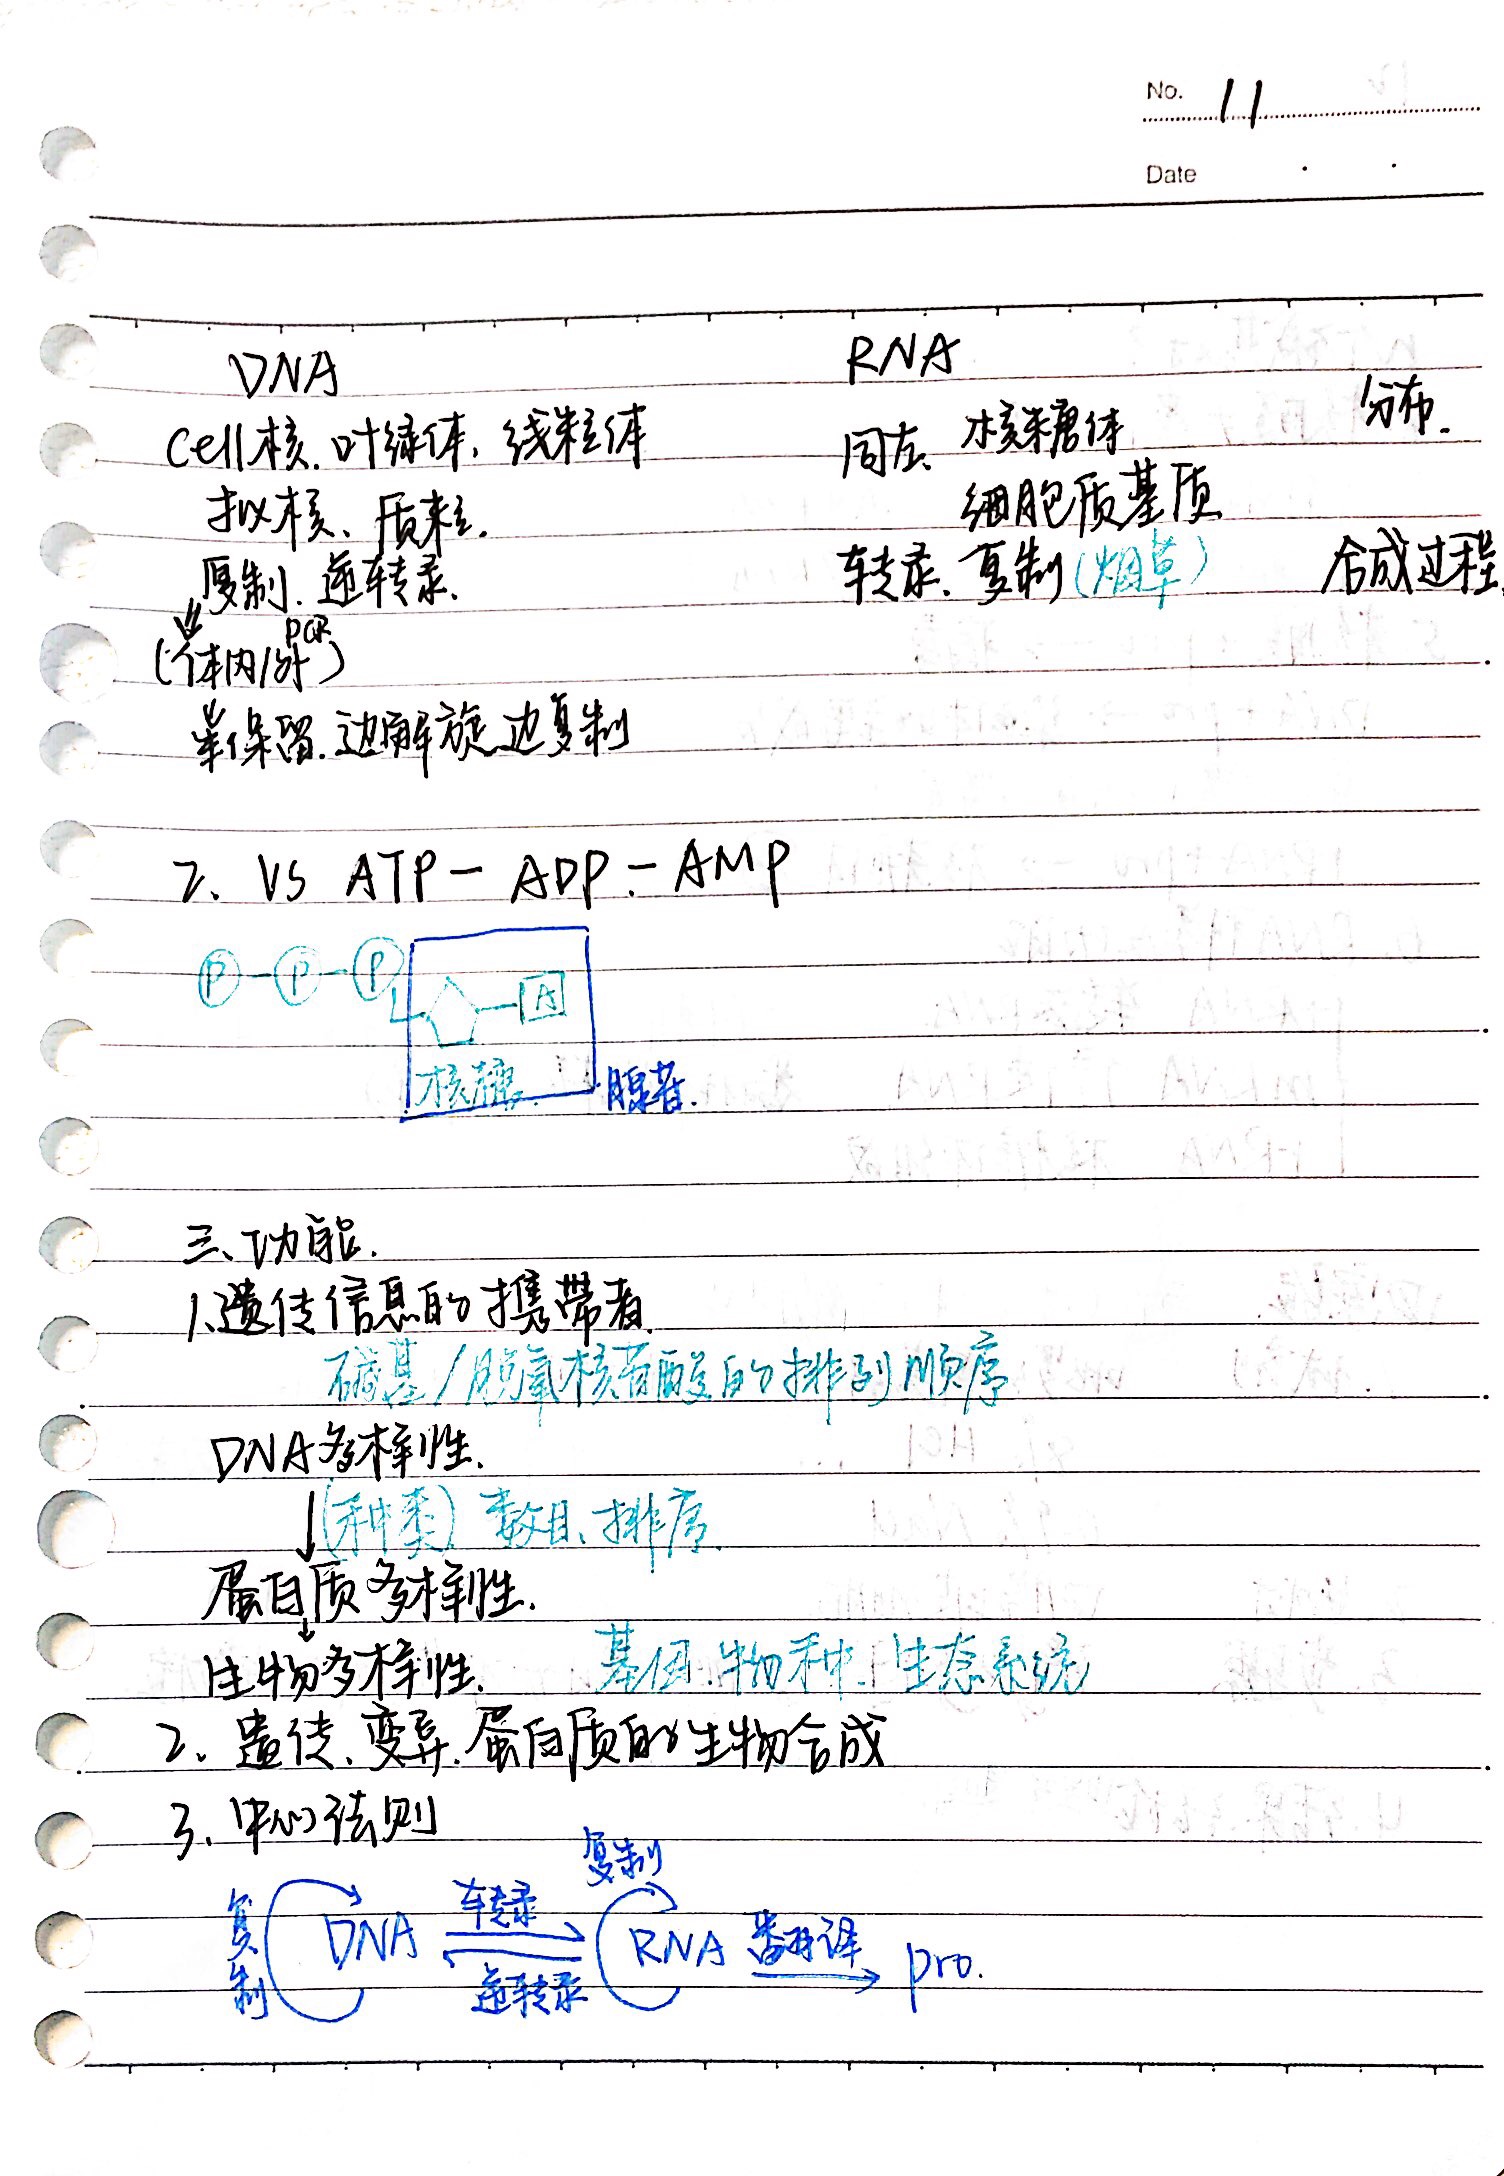 No. 11
Date
DNA RNA
Cell核、叶绿体、线粒体 同左、核糖体 分布.
拟核、质粒. 细胞质基质
复制、逆转录. 转录、复制(烟草) 合成过程.
PCR
(体内/外)
半保留.边解旋边复制
2. VS ATP - ADP - AMP
P - P - P A
核糖. 腺苷.
三、功能.
1.遗传信息的携带者.
碱基/脱氧核苷酸的排列顺序
DNA多样性.
↓(种类)数目、排序.
蛋白质多样性.
↓
生物多样性. 基因、物种、生态系统
2、遗传、变异、蛋白质的生物合成
3、中心法则
复制
复制 DNA 转录 RNA 翻译 pro.
逆转录